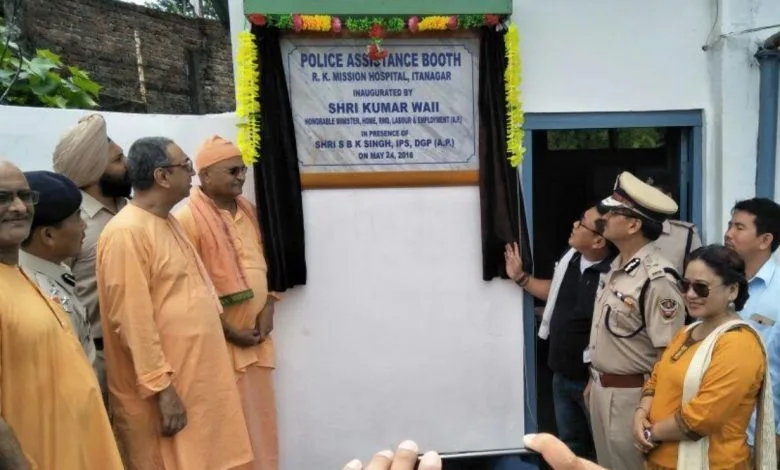 POLICE ASSISTANCE BOOTH
R. K. MISSION HOSPITAL, ITANAGAR
INAUGURATED BY
SHRI KUMAR WAII
HONORABLE MINISTER, HOME, RMD, LABOUR & EMPLOYMENT (A.P.)
IN PRESENCE OF
SHRI S B K SINGH, IPS, DGP (A.P.)
ON MAY 24, 2018